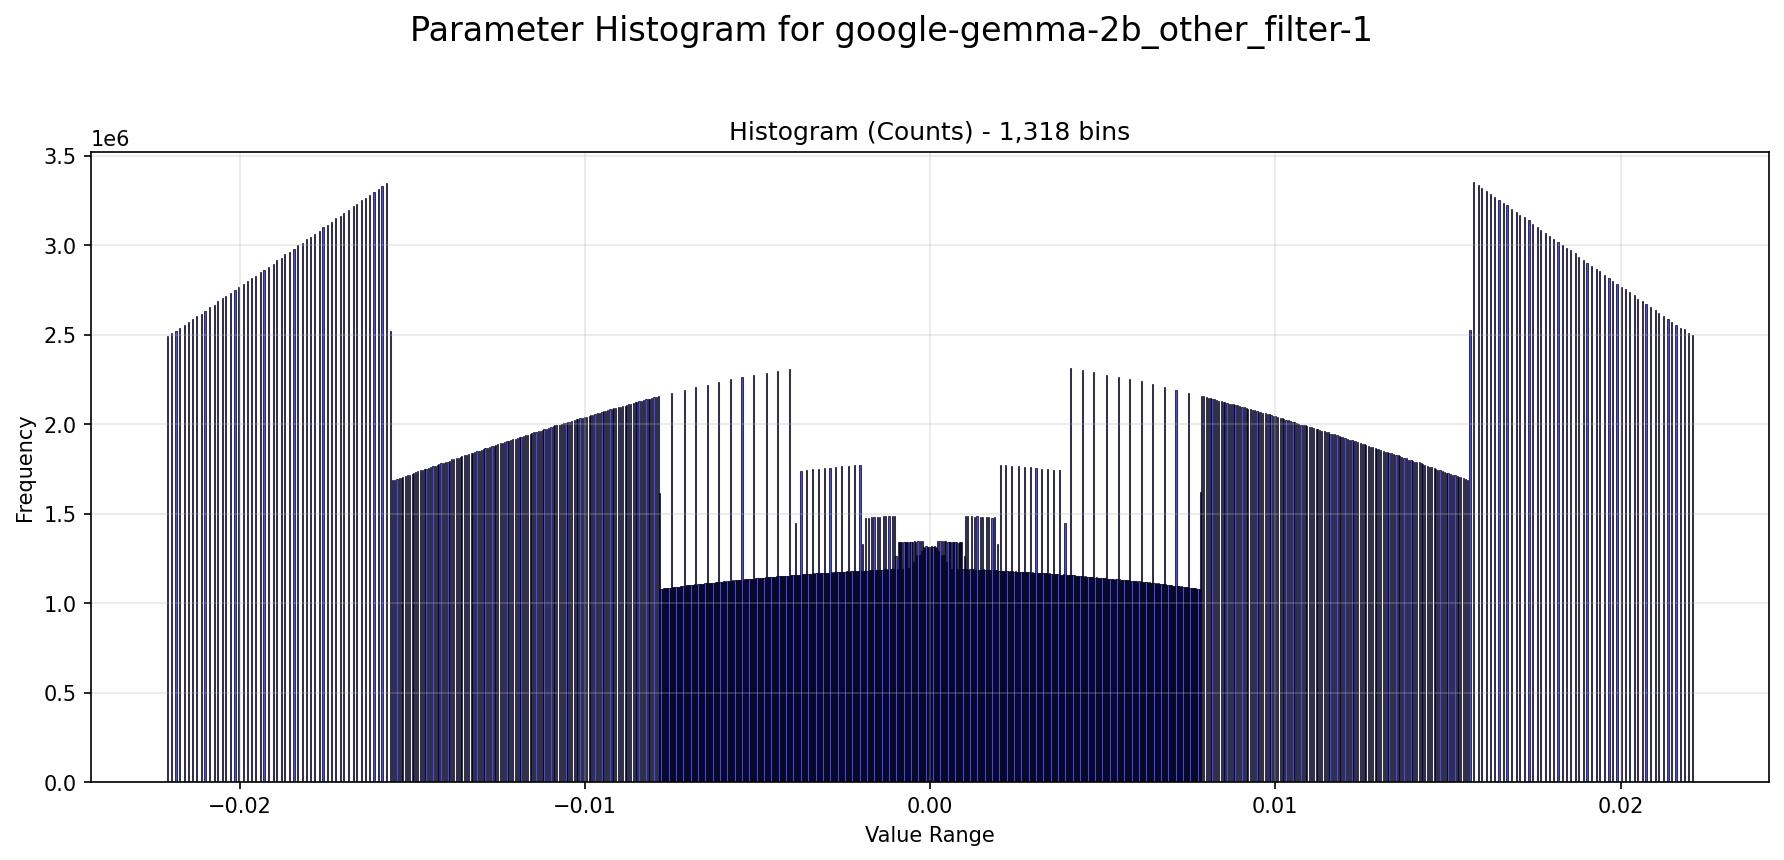 Parameter Histogram for google-gemma-2b_other_filter-1
Histogram (Counts) - 1,318 bins
1e6
3.5
3.0
2.5
2.0
1.5
1.0
0.5
0.0
Frequency
−0.02 −0.01 0.00 0.01 0.02
Value Range